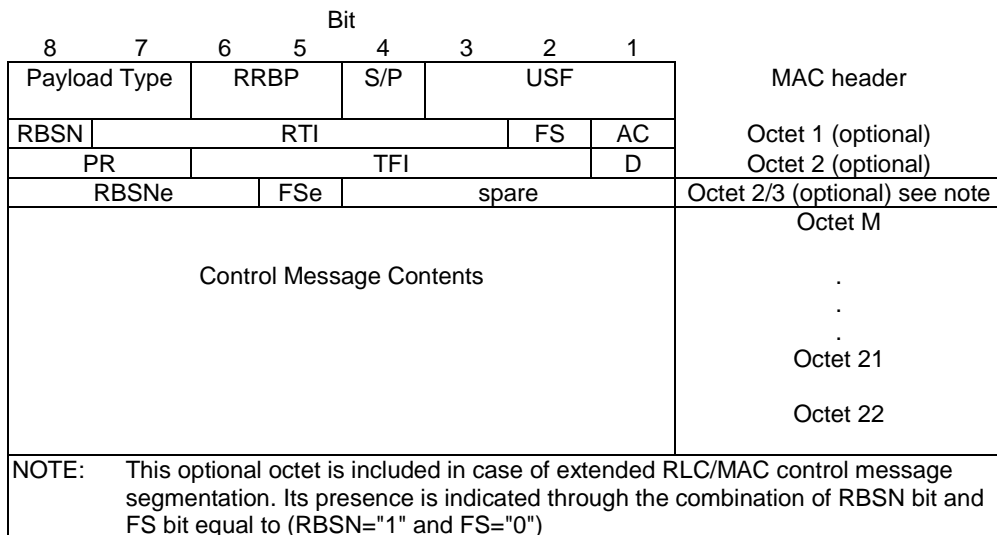 Bit
8 7 6 5 4 3 2 1
Payload Type RRBP S/P USF MAC header
RBSN RTI FS AC Octet 1 (optional)
PR TFI D Octet 2 (optional)
RBSNe FSe spare Octet 2/3 (optional) see note
Octet M
Control Message Contents .
.
.
Octet 21
Octet 22
NOTE: This optional octet is included in case of extended RLC/MAC control message
segmentation. Its presence is indicated through the combination of RBSN bit and
FS bit equal to (RBSN="1" and FS="0")